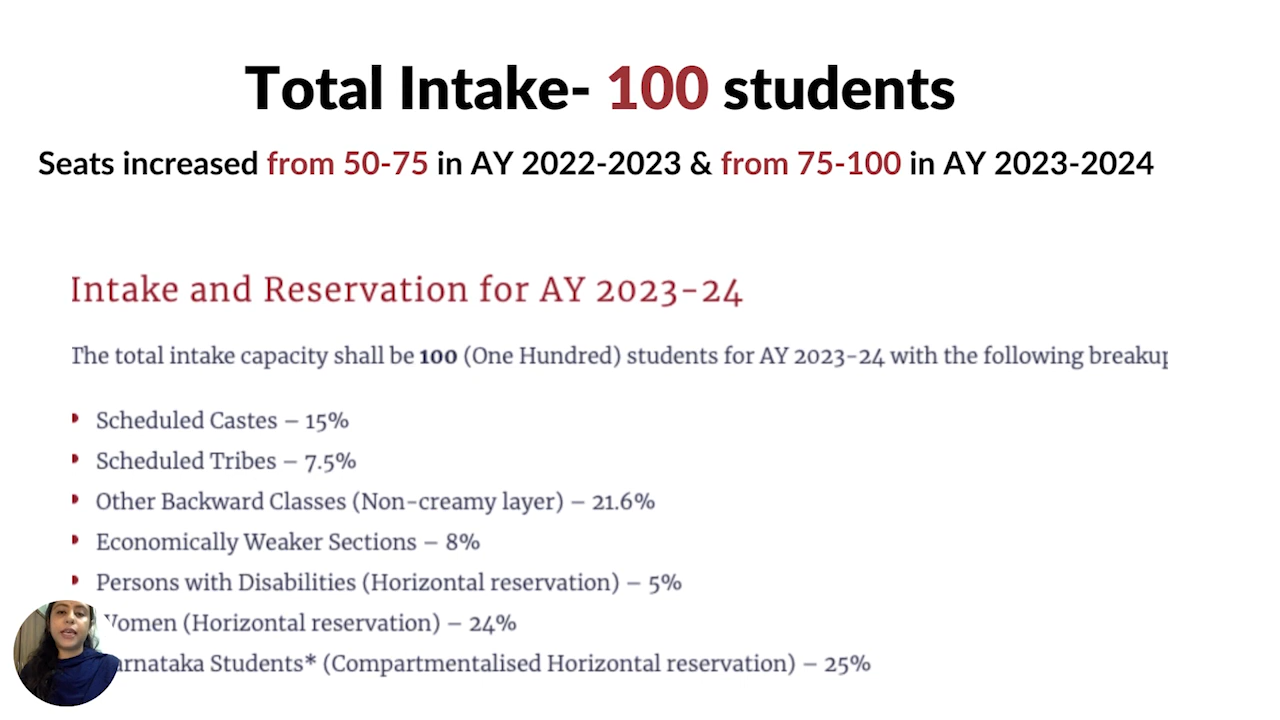 Total Intake- 100 students
Seats increased from 50-75 in AY 2022-2023 & from 75-100 in AY 2023-2024
Intake and Reservation for AY 2023-24
The total intake capacity shall be 100 (One Hundred) students for AY 2023-24 with the following
Scheduled Castes – 15%
Scheduled Tribes – 7.5%
Other Backward Classes (Non-creamy layer) – 21.6%
Economically Weaker Sections – 8%
Persons with Disabilities (Horizontal reservation) – 5%
Women (Horizontal reservation) – 24%
Students* (Compartmentalised Horizontal reservation) – 25%